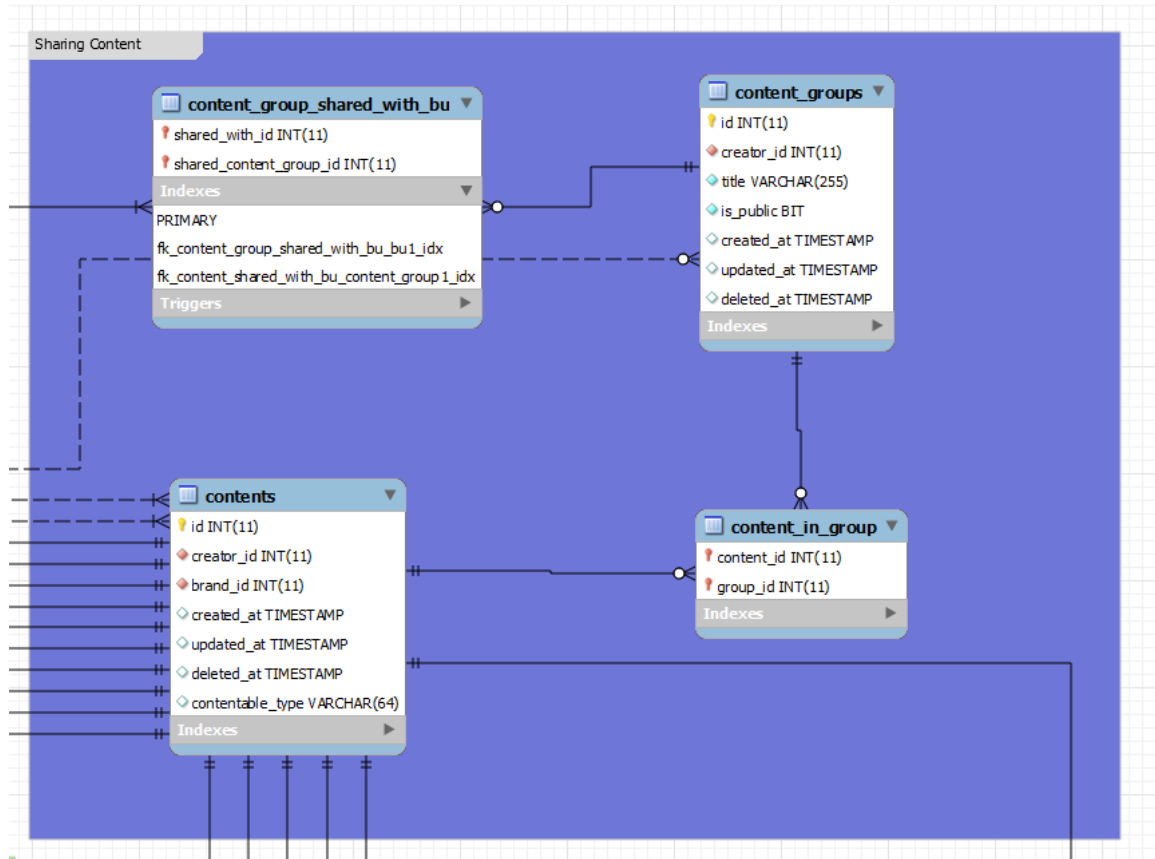 Sharing Content
content_group_shared_with_bu
shared_with_id INT(11)
shared_content_group_id INT(11)
Indexes
PRIMARY
fk_content_group_shared_with_bu_bu1_idx
fk_content_shared_with_bu_content_group1_idx
Triggers
content_groups
id INT(11)
creator_id INT(11)
title VARCHAR(255)
is_public BIT
created_at TIMESTAMP
updated_at TIMESTAMP
deleted_at TIMESTAMP
Indexes
contents
id INT(11)
creator_id INT(11)
brand_id INT(11)
created_at TIMESTAMP
updated_at TIMESTAMP
deleted_at TIMESTAMP
contentable_type VARCHAR(64)
Indexes
content_in_group
content_id INT(11)
group_id INT(11)
Indexes